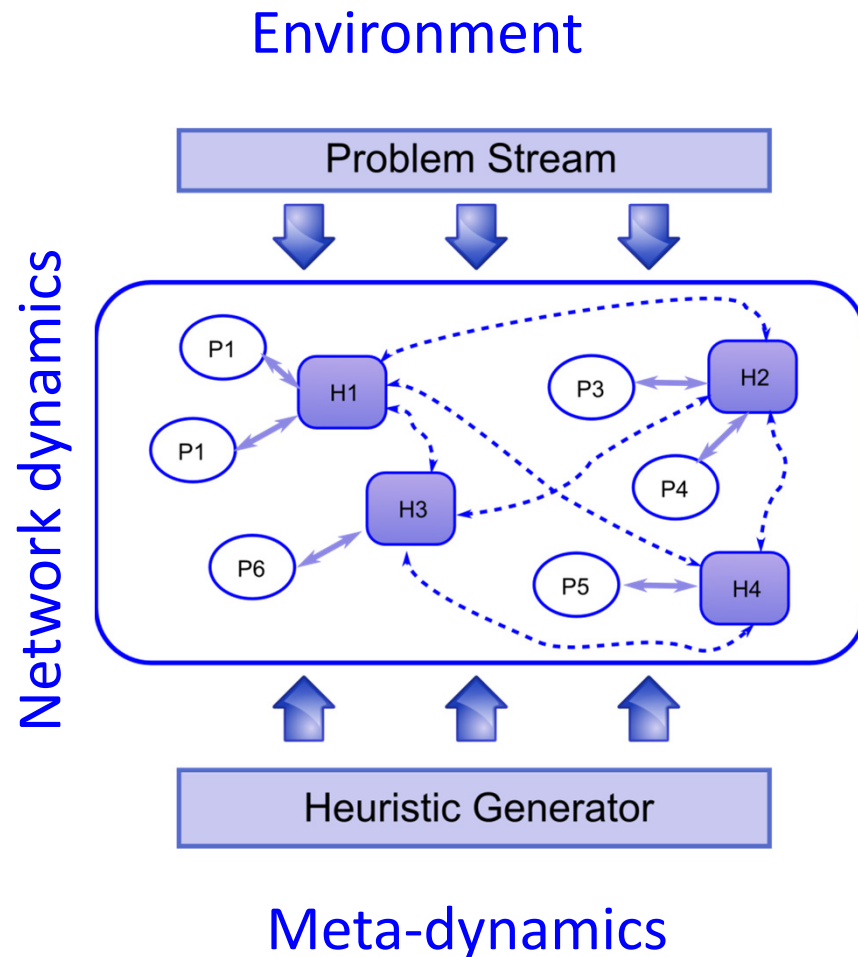 Environment
Problem Stream
Network dynamics
P1
H1
P3
H2
P1
P4
H3
P6
P5
H4
Heuristic Generator
Meta-dynamics